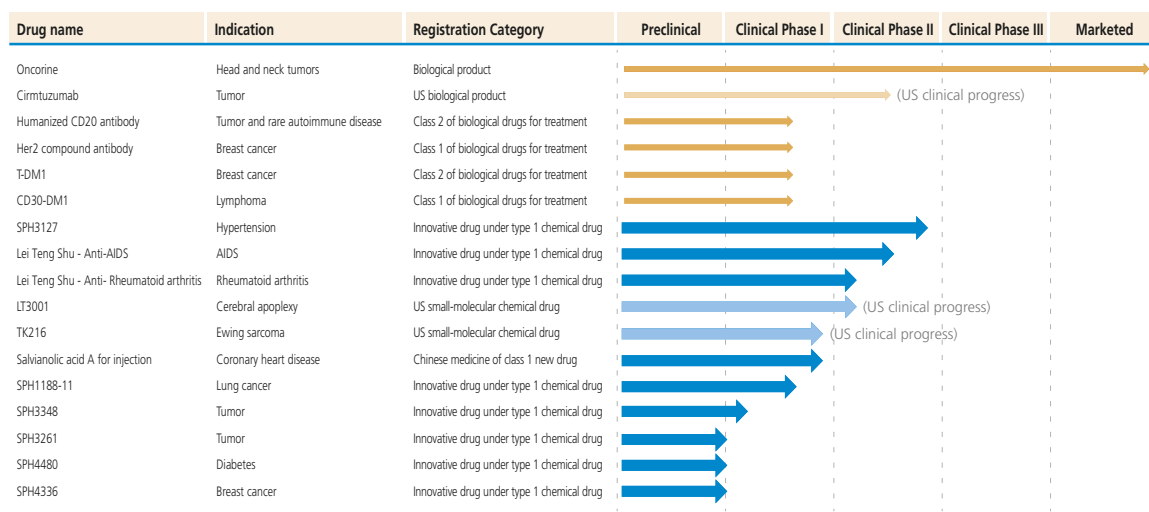 Drug name Indication Registration Category Preclinical Clinical Phase I Clinical Phase II Clinical Phase III Marketed
Oncorine Head and neck tumors Biological product
Cirmtuzumab Tumor US biological product (US clinical progress)
Humanized CD20 antibody Tumor and rare autoimmune disease Class 2 of biological drugs for treatment
Her2 compound antibody Breast cancer Class 1 of biological drugs for treatment
T-DM1 Breast cancer Class 2 of biological drugs for treatment
CD30-DM1 Lymphoma Class 1 of biological drugs for treatment
SPH3127 Hypertension Innovative drug under type 1 chemical drug
Lei Teng Shu - Anti-AIDS AIDS Innovative drug under type 1 chemical drug
Lei Teng Shu - Anti- Rheumatoid arthritis Rheumatoid arthritis Innovative drug under type 1 chemical drug
LT3001 Cerebral apoplexy US small-molecular chemical drug (US clinical progress)
TK216 Ewing sarcoma US small-molecular chemical drug (US clinical progress)
Salvianolic acid A for injection Coronary heart disease Chinese medicine of class 1 new drug
SPH1188-11 Lung cancer Innovative drug under type 1 chemical drug
SPH3348 Tumor Innovative drug under type 1 chemical drug
SPH3261 Tumor Innovative drug under type 1 chemical drug
SPH4480 Diabetes Innovative drug under type 1 chemical drug
SPH4336 Breast cancer Innovative drug under type 1 chemical drug